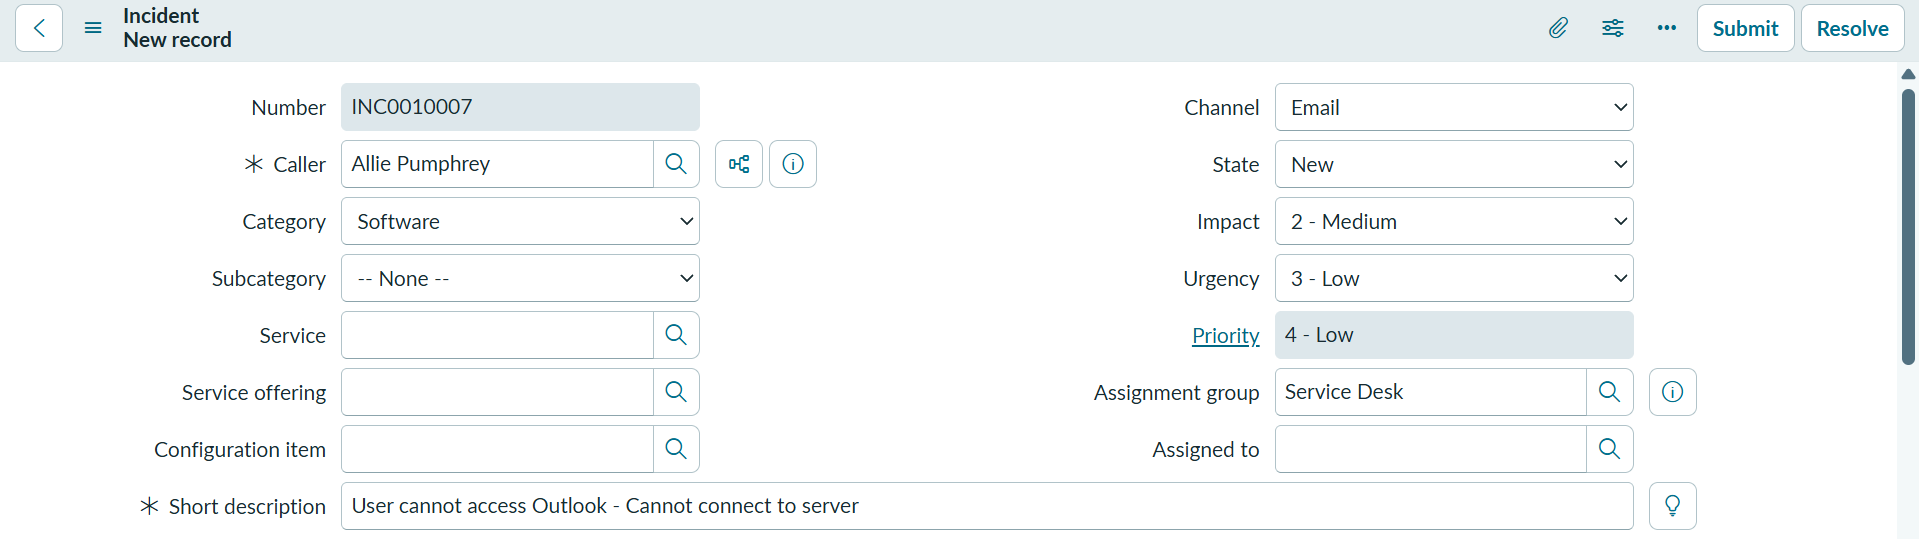 Incident
New record
Submit
Resolve
Number
INC0010007
Caller
Allie Pumphrey
Category
Software
Subcategory
-- None --
Service
Service offering
Configuration item
Channel
Email
State
New
Impact
2 - Medium
Urgency
3 - Low
Priority
4 - Low
Assignment group
Service Desk
Assigned to
Short description
User cannot access Outlook - Cannot connect to server